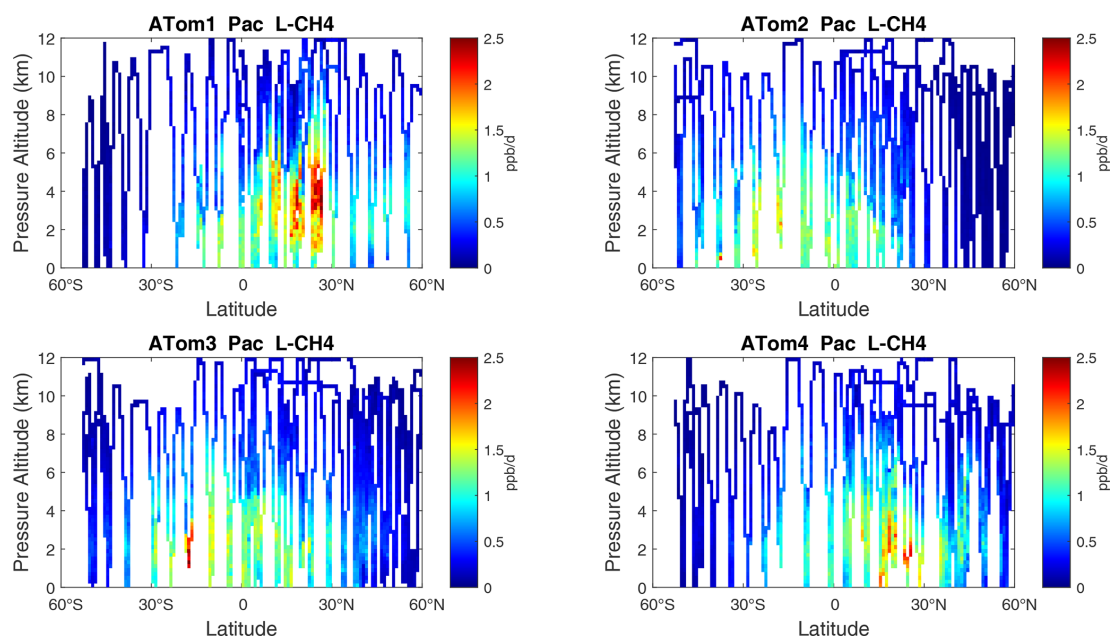 ATom1 Pac L-CH4
12
10
8
6
4
2
0
Pressure Altitude (km)
60°S
30°S
0
30°N
60°N
Latitude
2.5
2
1.5
1
0.5
0
ppb/d
ATom2 Pac L-CH4
12
10
8
6
4
2
0
Pressure Altitude (km)
60°S
30°S
0
30°N
60°N
Latitude
2.5
2
1.5
1
0.5
0
ppb/d
ATom3 Pac L-CH4
12
10
8
6
4
2
0
Pressure Altitude (km)
60°S
30°S
0
30°N
60°N
Latitude
2.5
2
1.5
1
0.5
0
ppb/d
ATom4 Pac L-CH4
12
10
8
6
4
2
0
Pressure Altitude (km)
60°S
30°S
0
30°N
60°N
Latitude
2.5
2
1.5
1
0.5
0
ppb/d